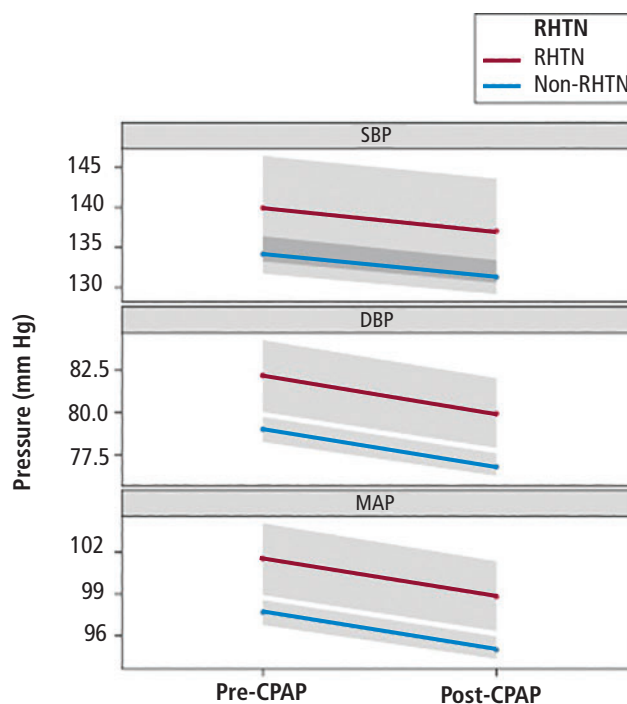 RHTN
RHTN
Non-RHTN
SBP
145
140
135
130
DBP
82.5
80.0
77.5
MAP
102
99
96
Pressure (mm Hg)
Pre-CPAP Post-CPAP